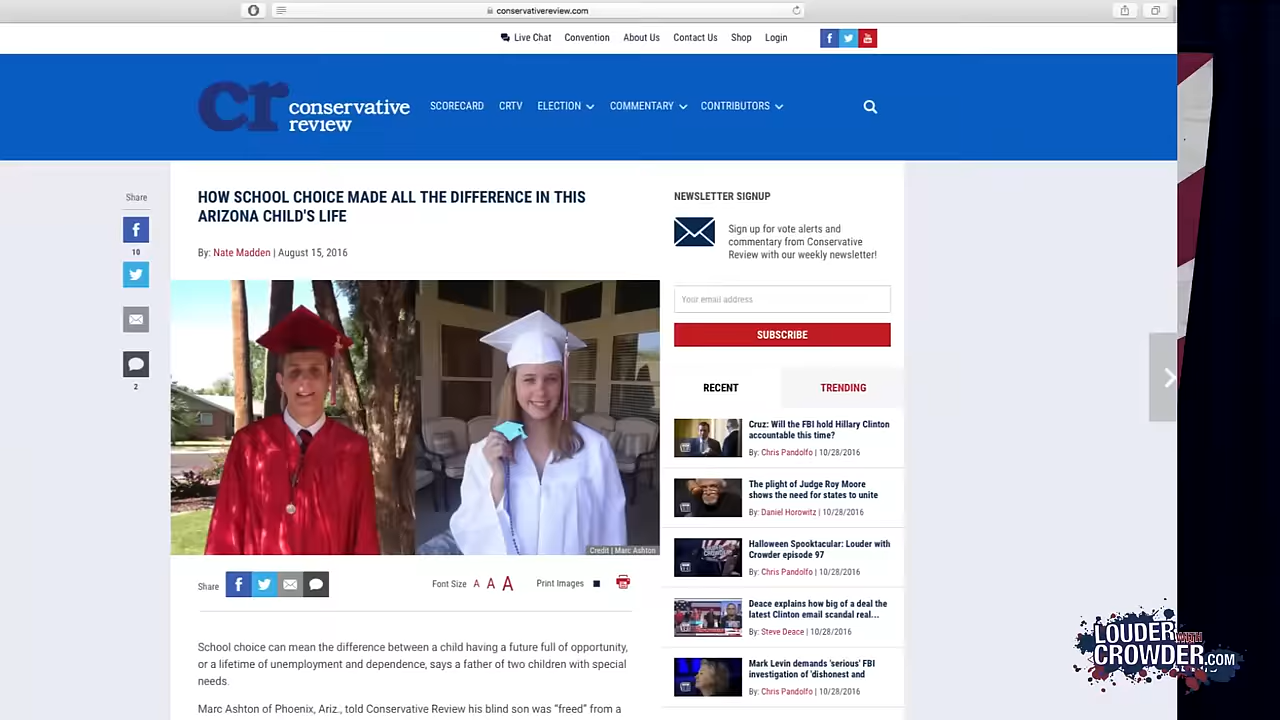 conservativereview.com
Live Chat Convention About Us Contact Us Shop Login
cr conservative
review
SCORECARD CRTV ELECTION COMMENTARY CONTRIBUTORS
Share
10
2
HOW SCHOOL CHOICE MADE ALL THE DIFFERENCE IN THIS
ARIZONA CHILD'S LIFE
By: Nate Madden | August 15, 2016
Credit | Marc Ashton
Share
Font Size A A A Print Images
School choice can mean the difference between a child having a future full of opportunity,
or a lifetime of unemployment and dependence, says a father of two children with special
needs.
Marc Ashton of Phoenix, Ariz., told Conservative Review his blind son was “freed” from a
NEWSLETTER SIGNUP
Sign up for vote alerts and
commentary from Conservative
Review with our weekly newsletter!
Your email address
SUBSCRIBE
RECENT TRENDING
Cruz: Will the FBI hold Hillary Clinton
accountable this time?
By: Chris Pandolfo | 10/28/2016
The plight of Judge Roy Moore
shows the need for states to unite
By: Daniel Horowitz | 10/28/2016
Halloween Spooktacular: Louder with
Crowder episode 97
By: Chris Pandolfo | 10/28/2016
Deace explains how big of a deal the
latest Clinton email scandal real...
By: Steve Deace | 10/28/2016
Mark Levin demands 'serious' FBI
investigation of 'dishonest and
By: Chris Pandolfo | 10/28/2016
LOUDER WITH
CROWDER.COM